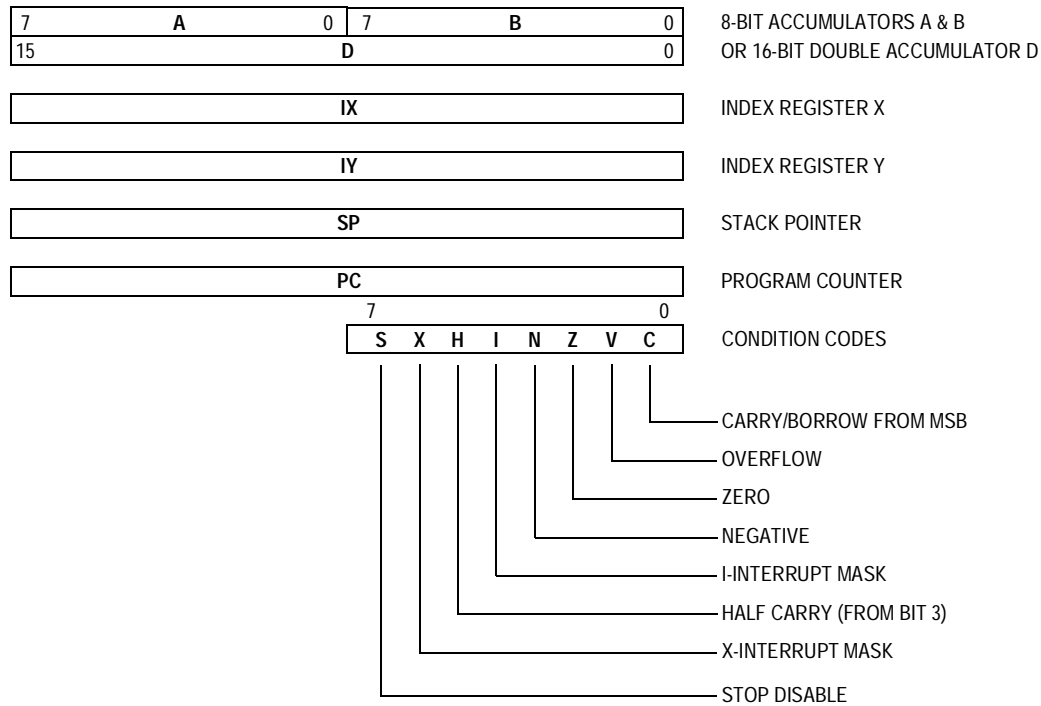 7 A 0 7 B 0 8-BIT ACCUMULATORS A & B
15 D 0 OR 16-BIT DOUBLE ACCUMULATOR D
IX INDEX REGISTER X
IY INDEX REGISTER Y
SP STACK POINTER
PC PROGRAM COUNTER
7 0
S X H I N Z V C CONDITION CODES
CARRY/BORROW FROM MSB
OVERFLOW
ZERO
NEGATIVE
I-INTERRUPT MASK
HALF CARRY (FROM BIT 3)
X-INTERRUPT MASK
STOP DISABLE